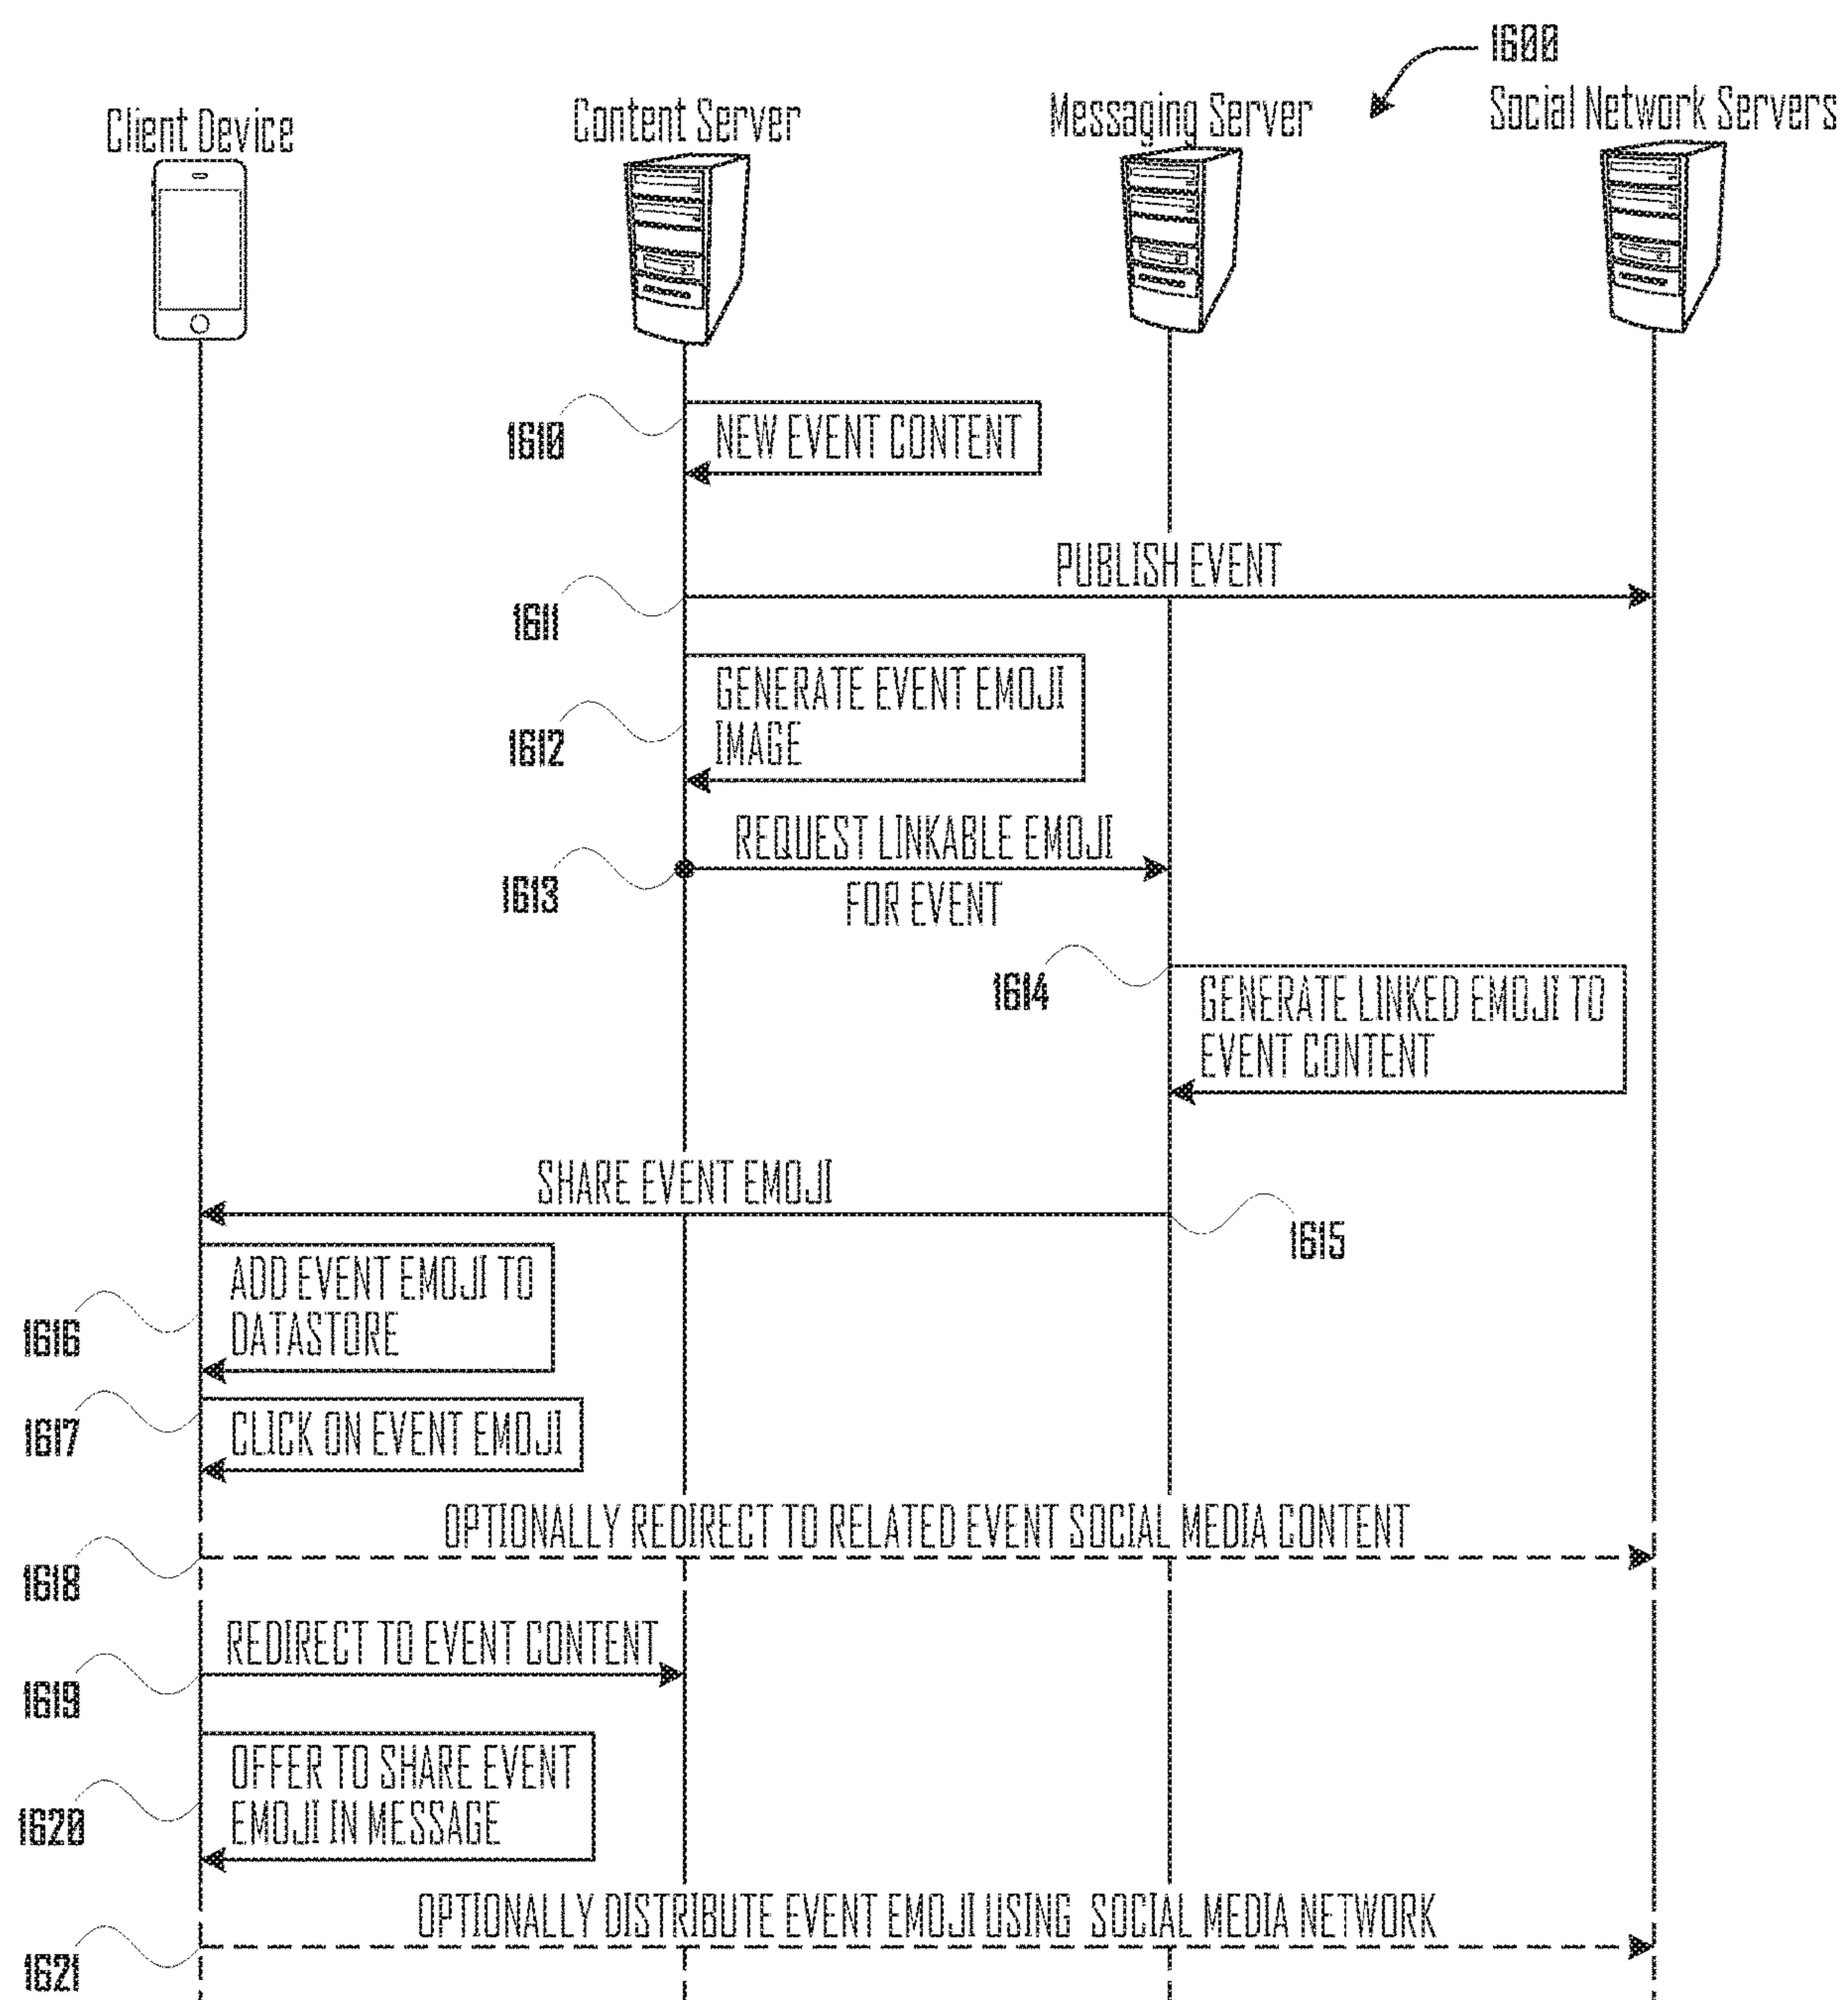 1600
Client Device
Content Server
Messaging Server
Social Network Servers
1610
NEW EVENT CONTENT
PUBLISH EVENT
1611
GENERATE EVENT EMOJI
IMAGE
1612
REQUEST LINKABLE EMOJI
FOR EVENT
1613
1614
GENERATE LINKED EMOJI TO
EVENT CONTENT
SHARE EVENT EMOJI
1615
ADD EVENT EMOJI TO
DATASTORE
1616
1617
CLICK ON EVENT EMOJI
OPTIONALLY REDIRECT TO RELATED EVENT SOCIAL MEDIA CONTENT
1618
REDIRECT TO EVENT CONTENT
1619
OFFER TO SHARE EVENT
EMOJI IN MESSAGE
1620
OPTIONALLY DISTRIBUTE EVENT EMOJI USING SOCIAL MEDIA NETWORK
1621